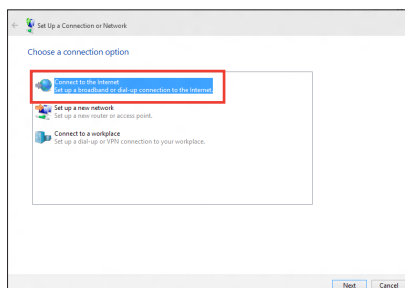 Set Up a Connection or Network
Choose a connection option
Connect to the Internet
Set up a broadband or dial-up connection to the Internet.
Set up a new network
Set up a new router or access point.
Connect to a workplace
Set up a dial-up or VPN connection to your workplace.
Next Cancel